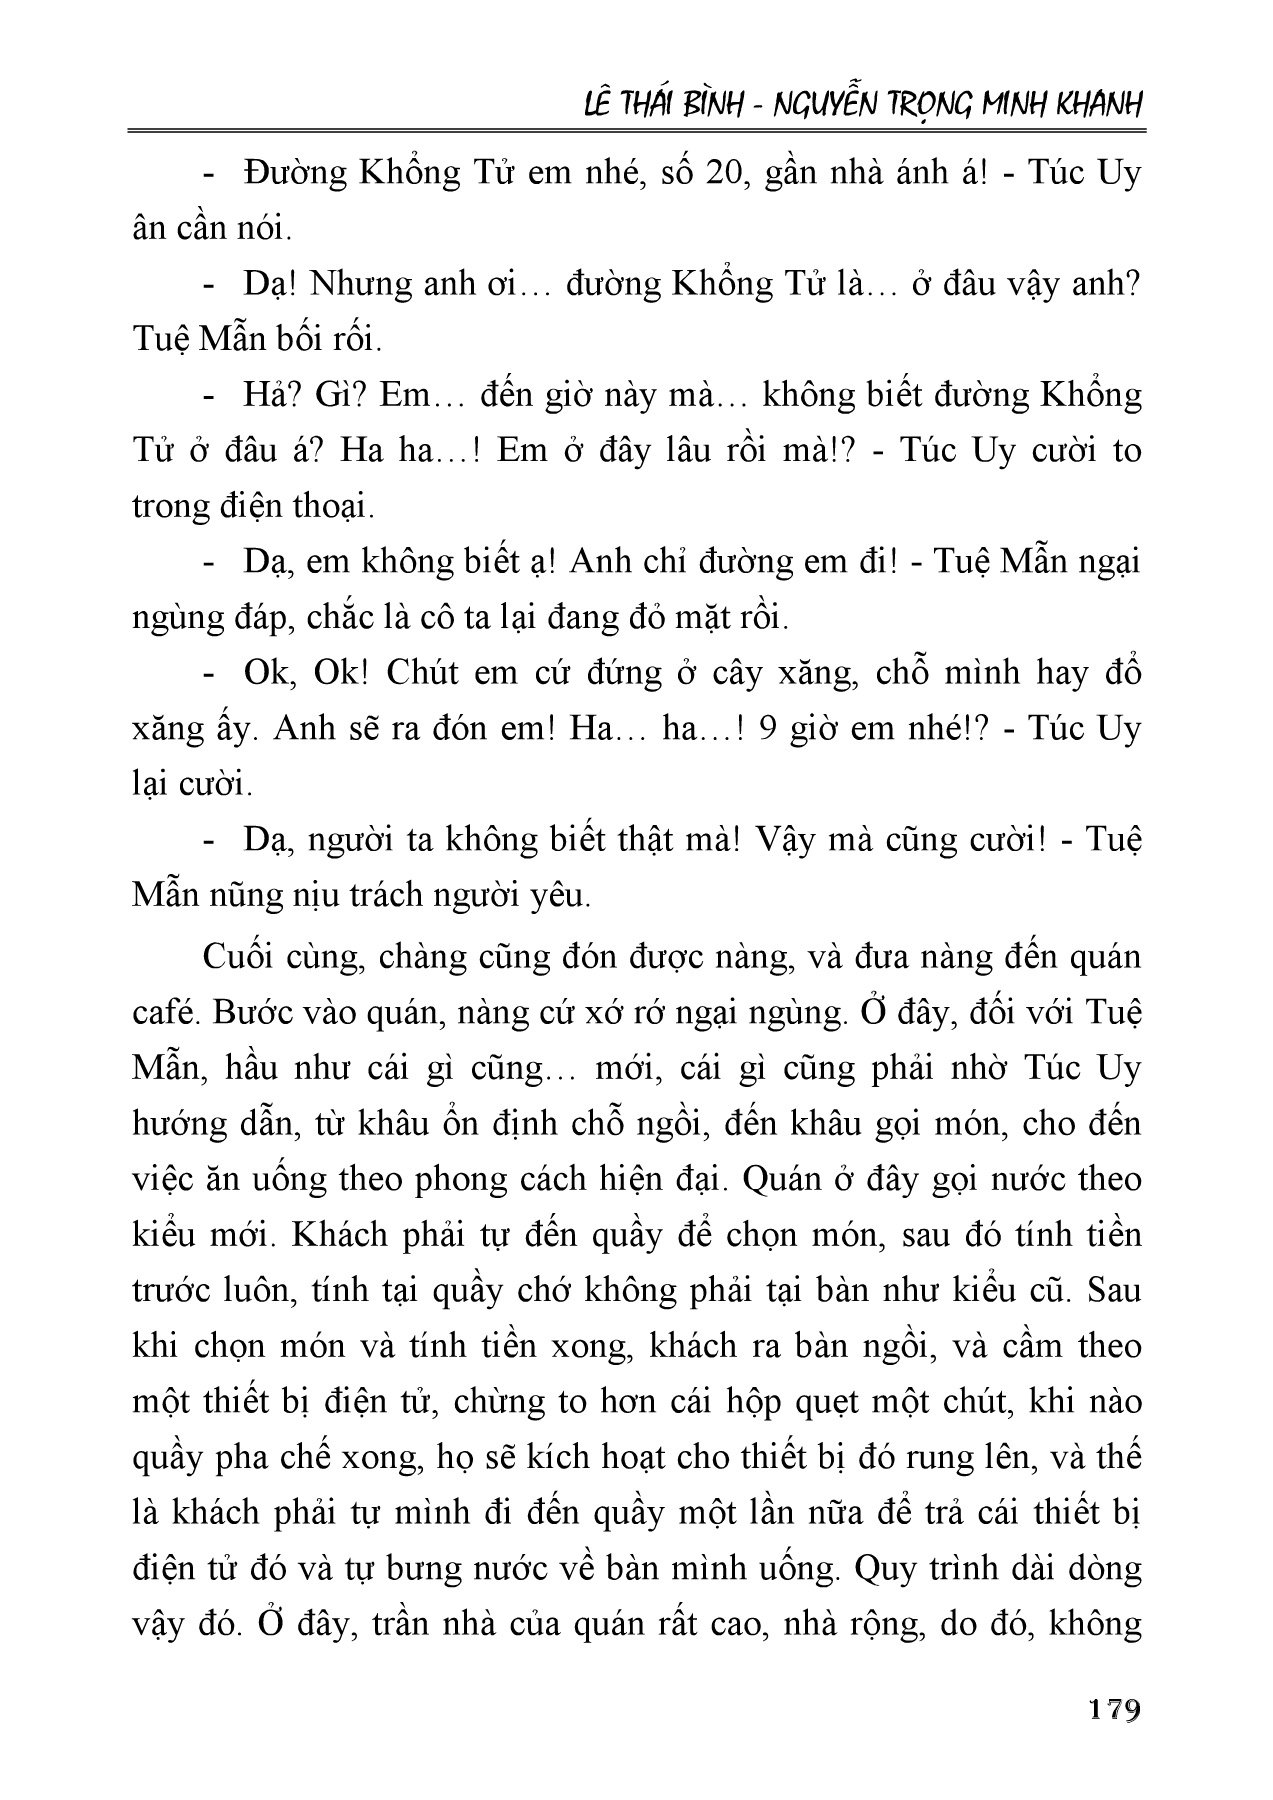 LÊ THÁI BÌNH - NGUYỄN TRỌNG MINH KHANH
- Đường Khổng Tử em nhé, số 20, gần nhà ánh á! - Túc Uy
ân cần nói.
- Dạ! Nhưng anh ơi… đường Khổng Tử là… ở đâu vậy anh?
Tuệ Mẫn bối rối.
- Hả? Gì? Em… đến giờ này mà… không biết đường Khổng
Tử ở đâu á? Ha ha…! Em ở đây lâu rồi mà!? - Túc Uy cười to
trong điện thoại.
- Dạ, em không biết ạ! Anh chỉ đường em đi! - Tuệ Mẫn ngại
ngùng đáp, chắc là cô ta lại đang đỏ mặt rồi.
- Ok, Ok! Chút em cứ đứng ở cây xăng, chỗ mình hay đổ
xăng ấy. Anh sẽ ra đón em! Ha… ha…! 9 giờ em nhé!? - Túc Uy
lại cười.
- Dạ, người ta không biết thật mà! Vậy mà cũng cười! - Tuệ
Mẫn nũng nịu trách người yêu.
Cuối cùng, chàng cũng đón được nàng, và đưa nàng đến quán
café. Bước vào quán, nàng cứ xớ rớ ngại ngùng. Ở đây, đối với Tuệ
Mẫn, hầu như cái gì cũng… mới, cái gì cũng phải nhờ Túc Uy
hướng dẫn, từ khâu ổn định chỗ ngồi, đến khâu gọi món, cho đến
việc ăn uống theo phong cách hiện đại. Quán ở đây gọi nước theo
kiểu mới. Khách phải tự đến quầy để chọn món, sau đó tính tiền
trước luôn, tính tại quầy chớ không phải tại bàn như kiểu cũ. Sau
khi chọn món và tính tiền xong, khách ra bàn ngồi, và cầm theo
một thiết bị điện tử, chừng to hơn cái hộp quẹt một chút, khi nào
quầy pha chế xong, họ sẽ kích hoạt cho thiết bị đó rung lên, và thế
là khách phải tự mình đi đến quầy một lần nữa để trả cái thiết bị
điện tử đó và tự bưng nước về bàn mình uống. Quy trình dài dòng
vậy đó. Ở đây, trần nhà của quán rất cao, nhà rộng, do đó, không
179